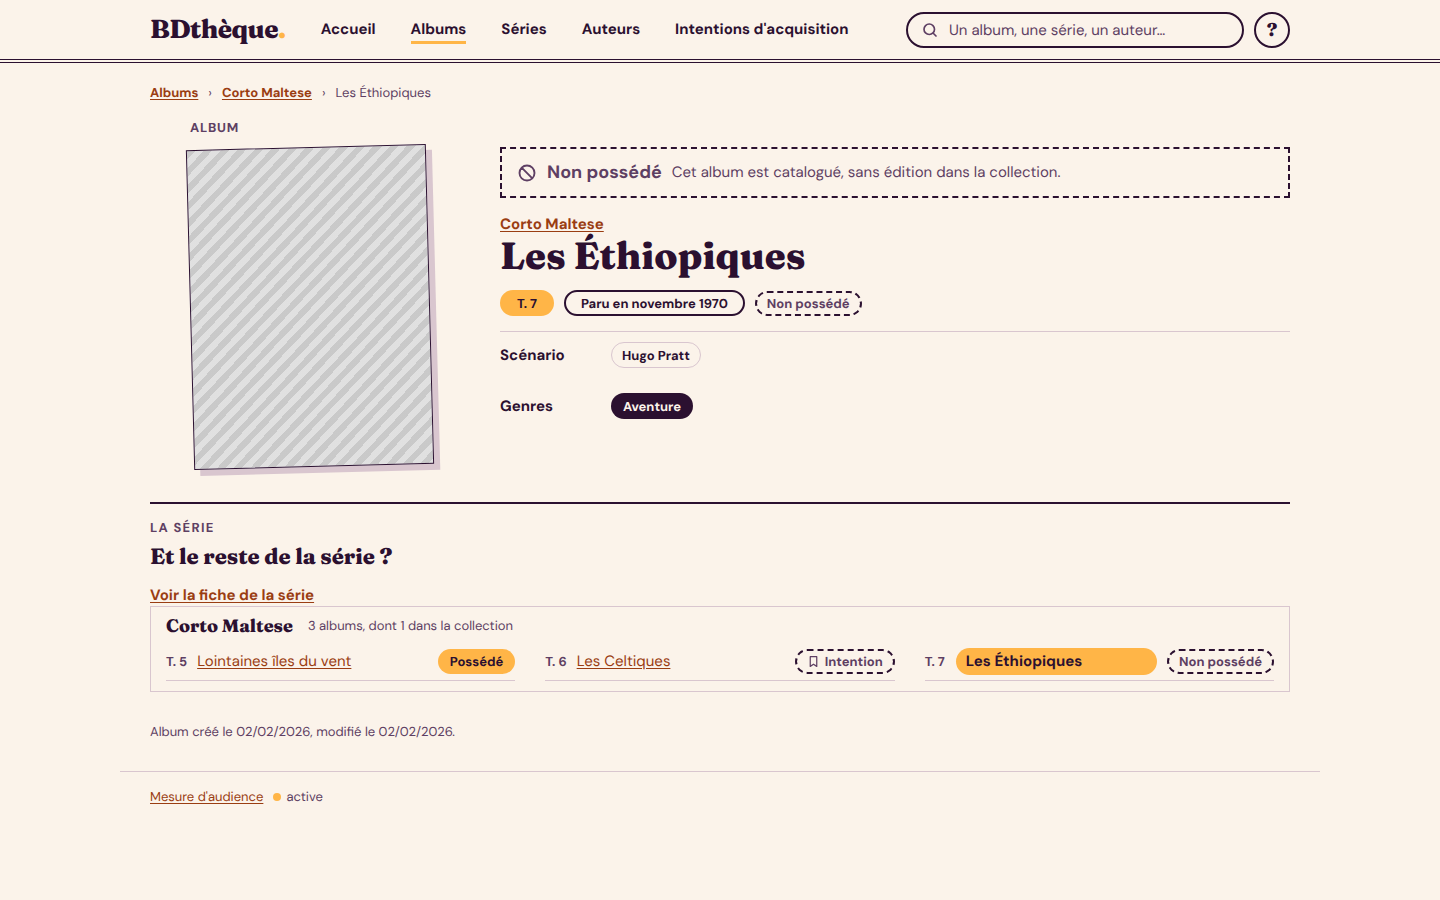 BDthèque.
Accueil
Albums
Séries
Auteurs
Intentions d'acquisition
Un album, une série, un auteur...
?
Albums › Corto Maltese › Les Éthiopiques
ALBUM
Non possédé Cet album est catalogué, sans édition dans la collection.
Corto Maltese
Les Éthiopiques
T. 7
Paru en novembre 1970
Non possédé
Scénario Hugo Pratt
Genres Aventure
LA SÉRIE
Et le reste de la série ?
Voir la fiche de la série
Corto Maltese 3 albums, dont 1 dans la collection
T. 5 Lointaines îles du vent Possédé
T. 6 Les Celtiques Intention
T. 7 Les Éthiopiques Non possédé
Album créé le 02/02/2026, modifié le 02/02/2026.
Mesure d'audience active